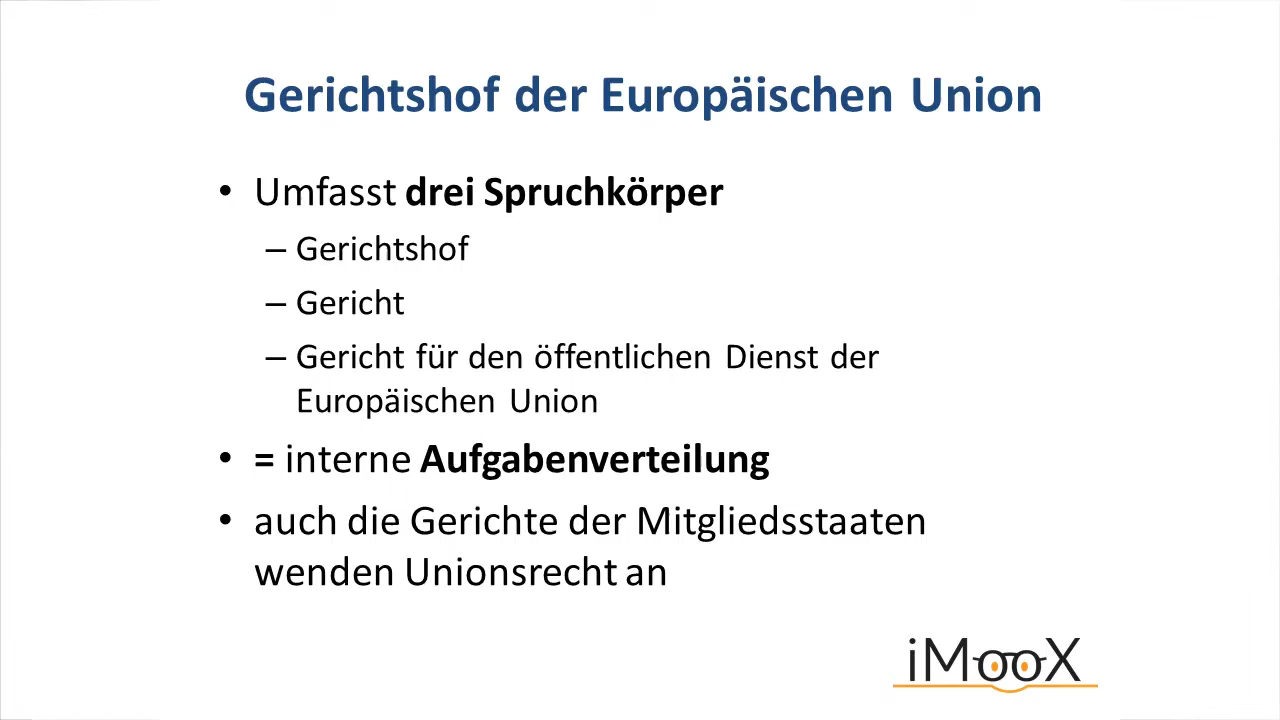 Gerichtshof der Europäischen Union
• Umfasst drei Spruchkörper
– Gerichtshof
– Gericht
– Gericht für den öffentlichen Dienst der
Europäischen Union
• = interne Aufgabenverteilung
• auch die Gerichte der Mitgliedsstaaten
wenden Unionsrecht an
iMooX